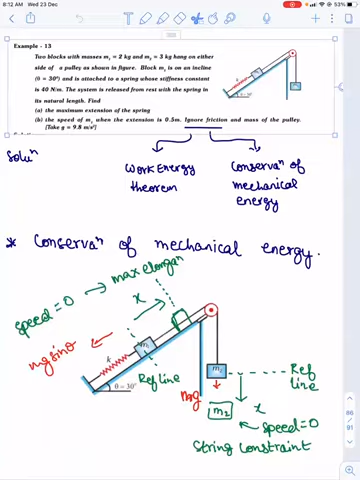 8:12 AM Wed 23 Dec
53%
Example - 13
Two blocks with masses m₁ = 2 kg and m₂ = 3 kg hang on either
side of a pulley as shown in figure. Block m₁ is on an incline
(θ = 30°) and is attached to a spring whose stiffness constant
is 40 N/m. The system is released from rest with the spring in
its natural length. Find
(a) the maximum extension of the spring
(b) the speed of m₂ when the extension is 0.5m. Ignore friction and mass of the pulley.
[Take g = 9.8 m/s²]
Soluⁿ
Work Energy
theorem
Conservaⁿ of
mechanical
energy
* Conservaⁿ of mechanical energy.
speed=0 → max elongaⁿ
x
mg sinθ
k
m₁
Ref line
θ = 30°
m₂
m₂g
Ref
line
m₂
x
speed=0
String Constraint
86
91